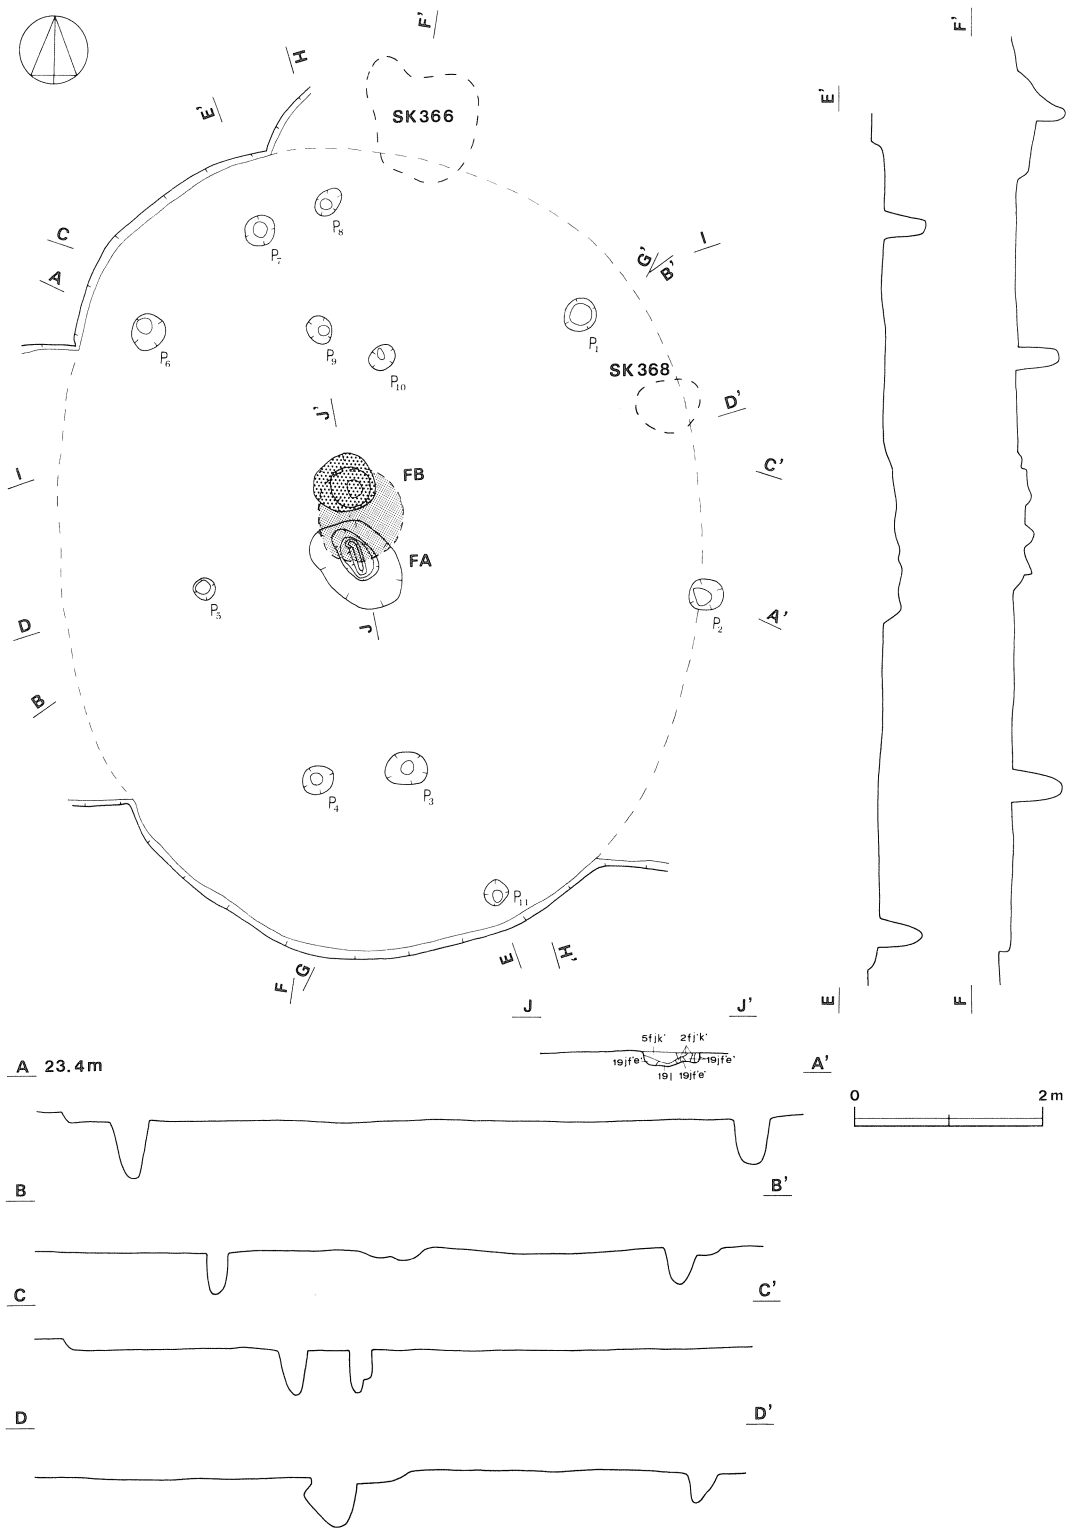 F'
F'
H
E'
E'
SK366
C
A
P8
P7
G'
B'
I
P6
P9
P10
P1
SK368
J'
D'
I
FB
C'
FA
P5
P2
A'
D
J
B
P4
P3
P11
E
H'
F
G
E
F
J
J'
5fjk'
2fj'k'
19jf'e'
19jf'e'
19l
19jf'e'
A 23.4m
A'
0
2m
B
B'
C
C'
D
D'